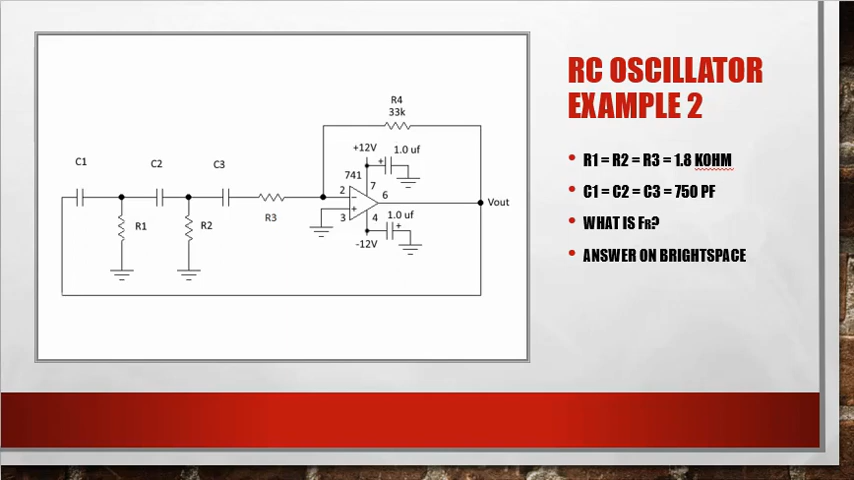 RC OSCILLATOR
EXAMPLE 2
• R1 = R2 = R3 = 1.8 KOHM
• C1 = C2 = C3 = 750 PF
• WHAT IS FR?
• ANSWER ON BRIGHTSPACE
R4
33k
+12V
1.0 uf
+
C1
C2
C3
741
7
2
-
6
R3
+
3
4
Vout
R1
R2
1.0 uf
+
-12V